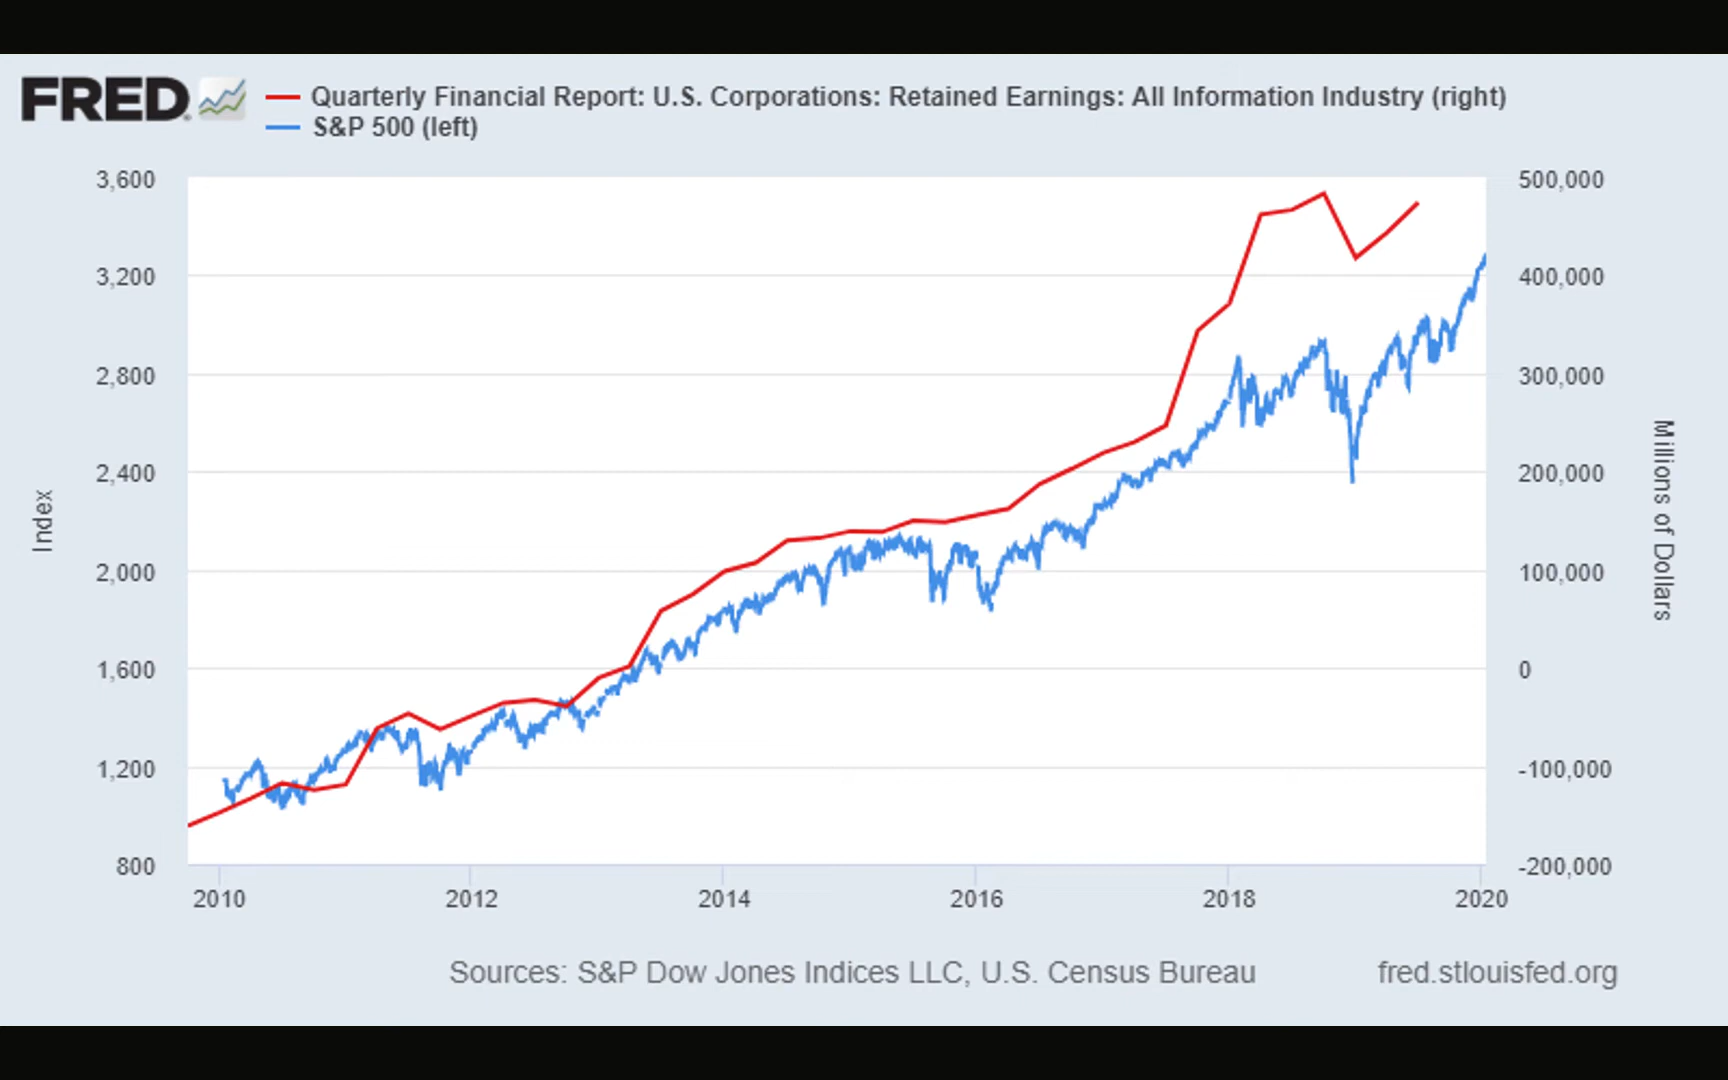 FRED
Quarterly Financial Report: U.S. Corporations: Retained Earnings: All Information Industry (right)
S&P 500 (left)
3,600
3,200
2,800
2,400
2,000
1,600
1,200
800
Index
500,000
400,000
300,000
200,000
100,000
0
-100,000
-200,000
Millions of Dollars
2010 2012 2014 2016 2018 2020
Sources: S&P Dow Jones Indices LLC, U.S. Census Bureau fred.stlouisfed.org